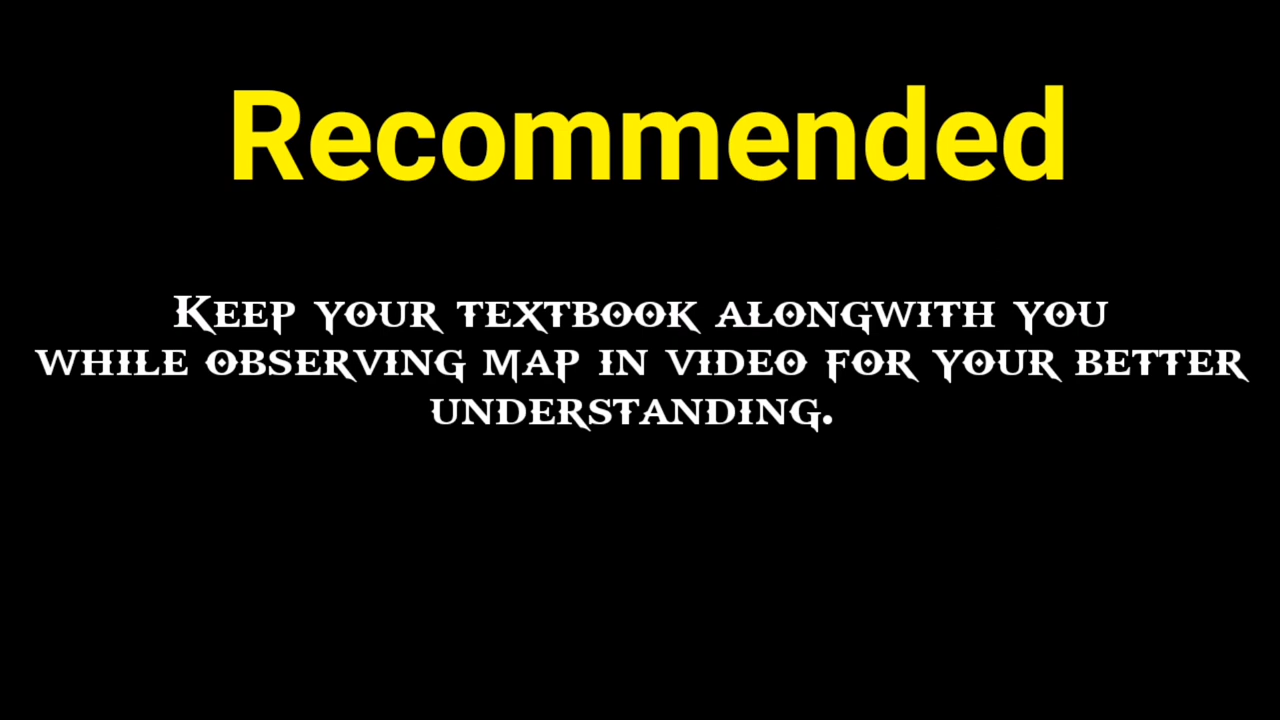 Recommended
Keep your textbook alongwith you
while observing map in video for your better
understanding.